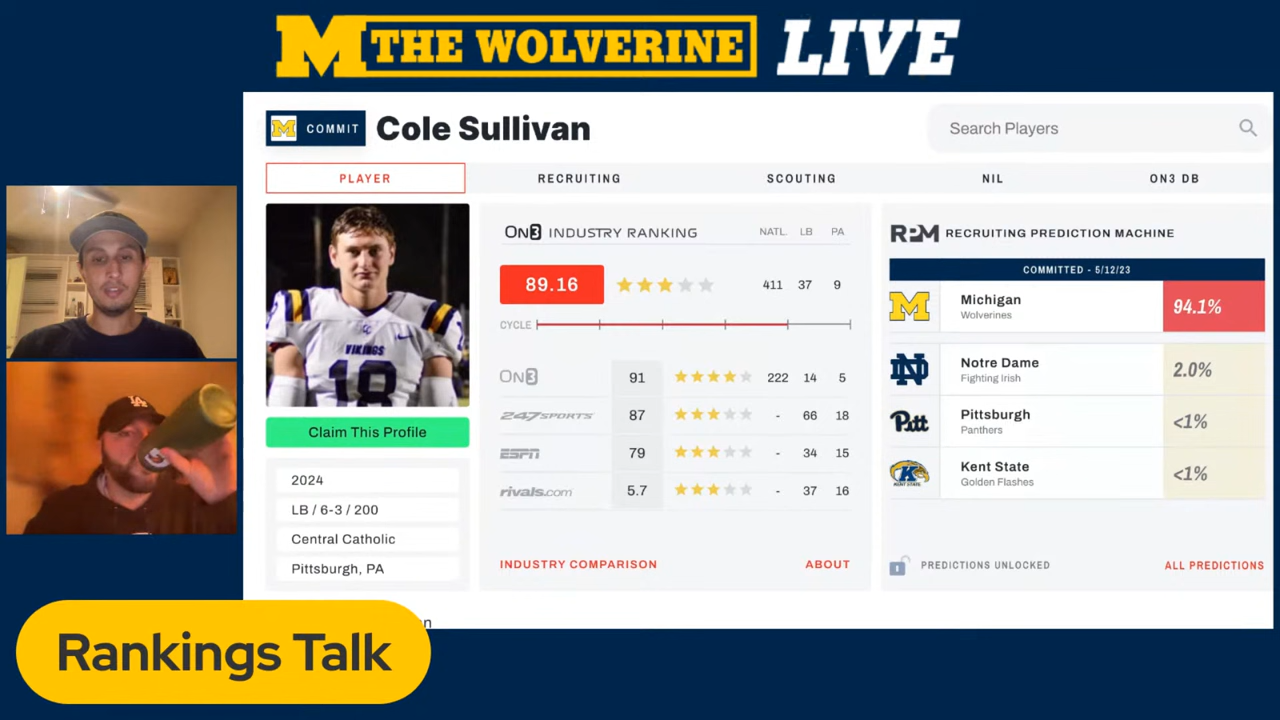 M THE WOLVERINE LIVE
M COMMIT Cole Sullivan
Search Players
PLAYER RECRUITING SCOUTING NIL ON3 DB
VIKINGS
18
Claim This Profile
2024
LB / 6-3 / 200
Central Catholic
Pittsburgh, PA
ON3 INDUSTRY RANKING NATL. LB PA
89.16 411 37 9
CYCLE
ON3 91 222 14 5
247SPORTS 87 - 66 18
ESPN 79 - 34 15
rivals.com 5.7 - 37 16
INDUSTRY COMPARISON ABOUT
RPM RECRUITING PREDICTION MACHINE
COMMITTED - 5/12/23
M Michigan 94.1%
Wolverines
ND Notre Dame 2.0%
Fighting Irish
Pitt Pittsburgh <1%
Panthers
K KENT STATE Kent State <1%
Golden Flashes
PREDICTIONS UNLOCKED ALL PREDICTIONS
LA
G
Rankings Talk